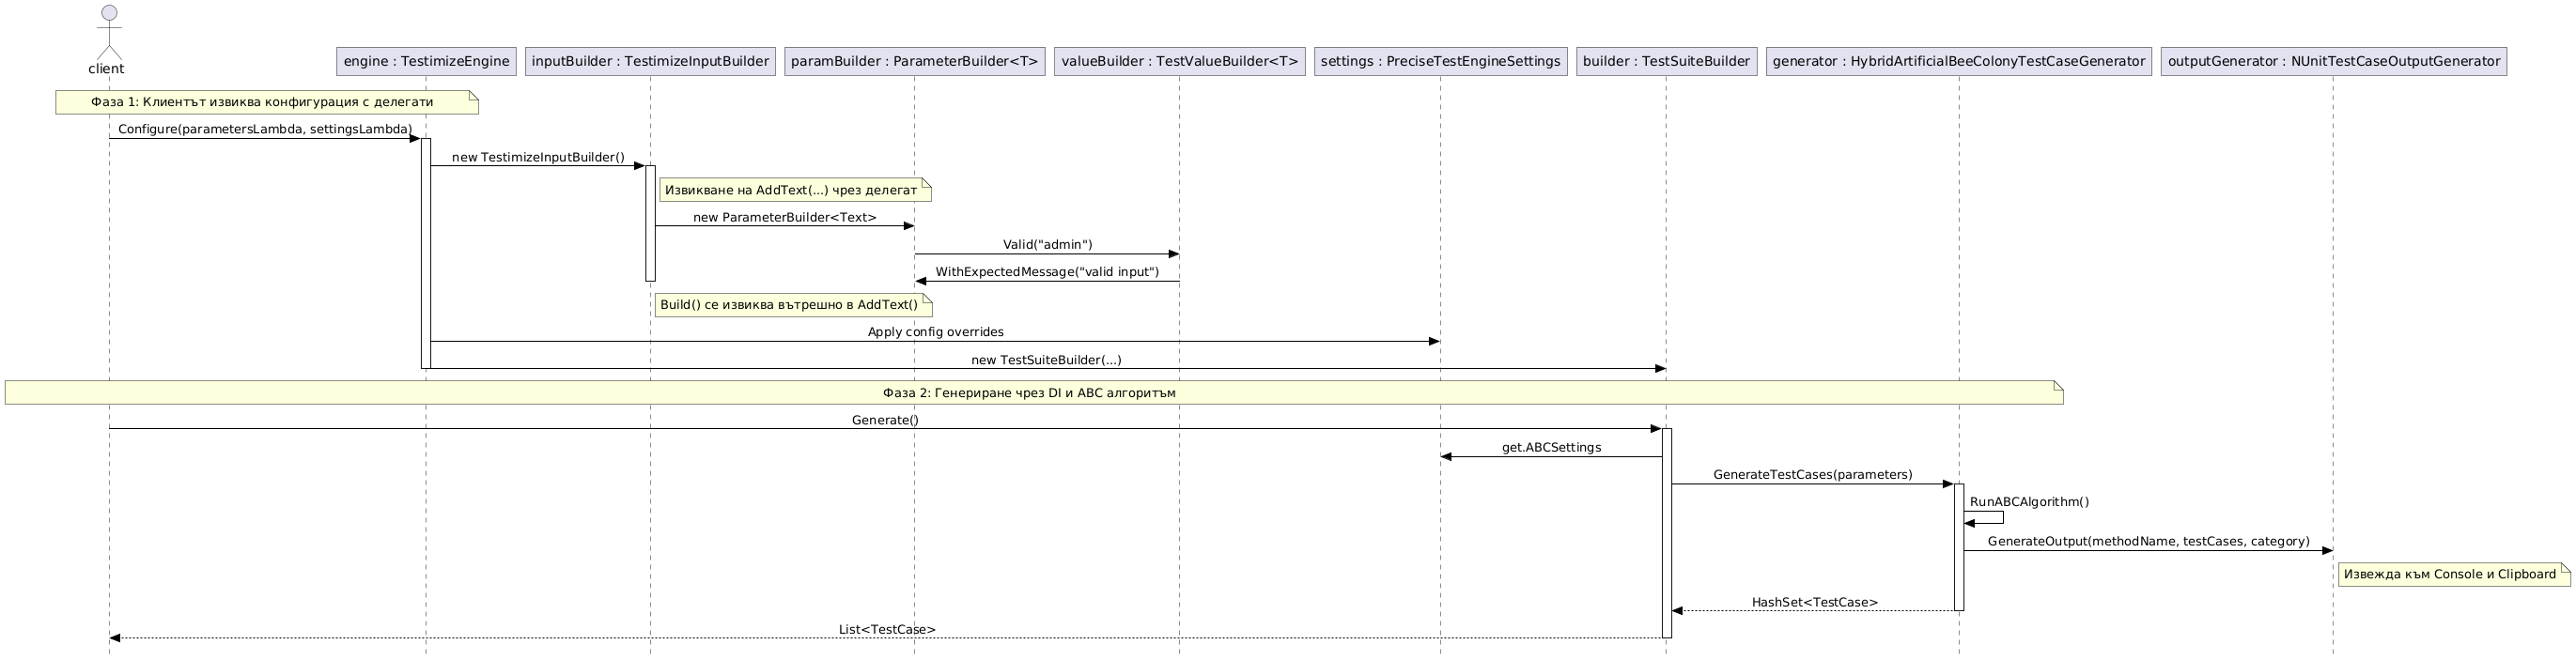 client
engine : TestimizeEngine
inputBuilder : TestimizeInputBuilder
paramBuilder : ParameterBuilder<T>
valueBuilder : TestValueBuilder<T>
settings : PreciseTestEngineSettings
builder : TestSuiteBuilder
generator : HybridArtificialBeeColonyTestCaseGenerator
outputGenerator : NUnitTestCaseOutputGenerator
Фаза 1: Клиентът извиква конфигурация с делегати
Configure(parametersLambda, settingsLambda)
new TestimizeInputBuilder()
Извикване на AddText(...) чрез делегат
new ParameterBuilder<Text>
Valid("admin")
WithExpectedMessage("valid input")
Build() се извиква вътрешно в AddText()
Apply config overrides
new TestSuiteBuilder(...)
Фаза 2: Генериране чрез DI и ABC алгоритъм
Generate()
get.ABCSettings
GenerateTestCases(parameters)
RunABCAlgorithm()
GenerateOutput(methodName, testCases, category)
Извежда към Console и Clipboard
HashSet<TestCase>
List<TestCase>